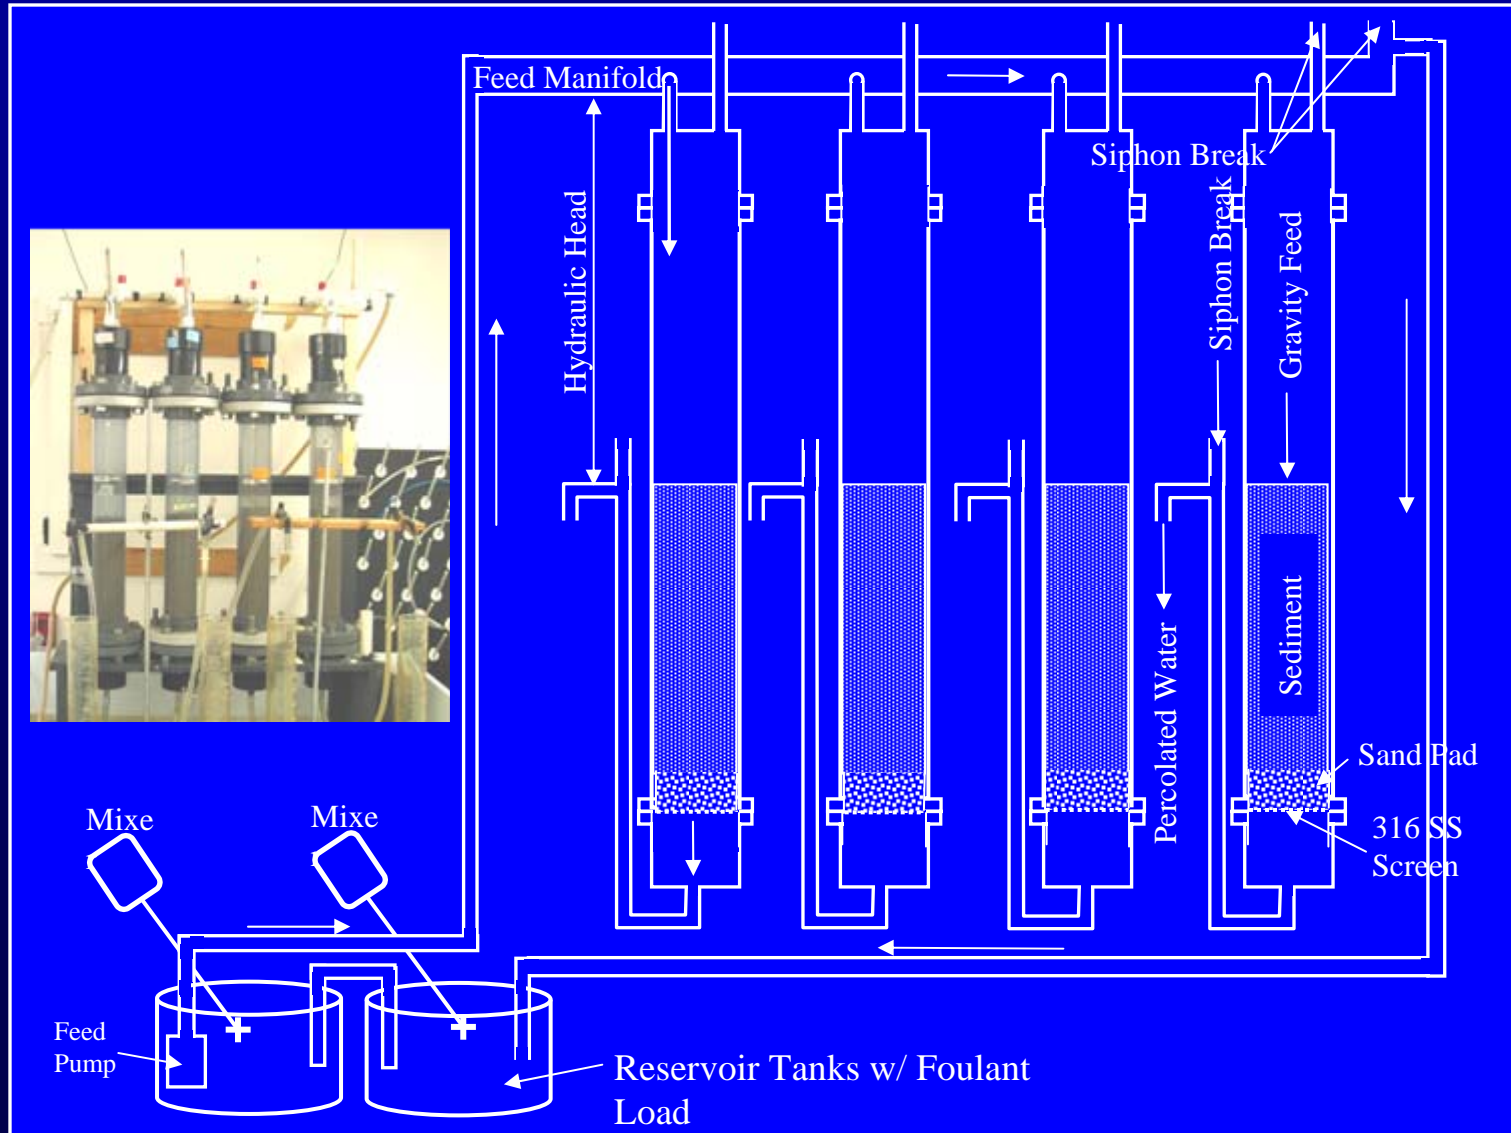 Feed Manifold
Siphon Break
Hydraulic Head
Siphon Break
Gravity Feed
Sediment
Percolated Water
Sand Pad
316 SS
Screen
Mixe
Mixe
Feed
Pump
Reservoir Tanks w/ Foulant
Load